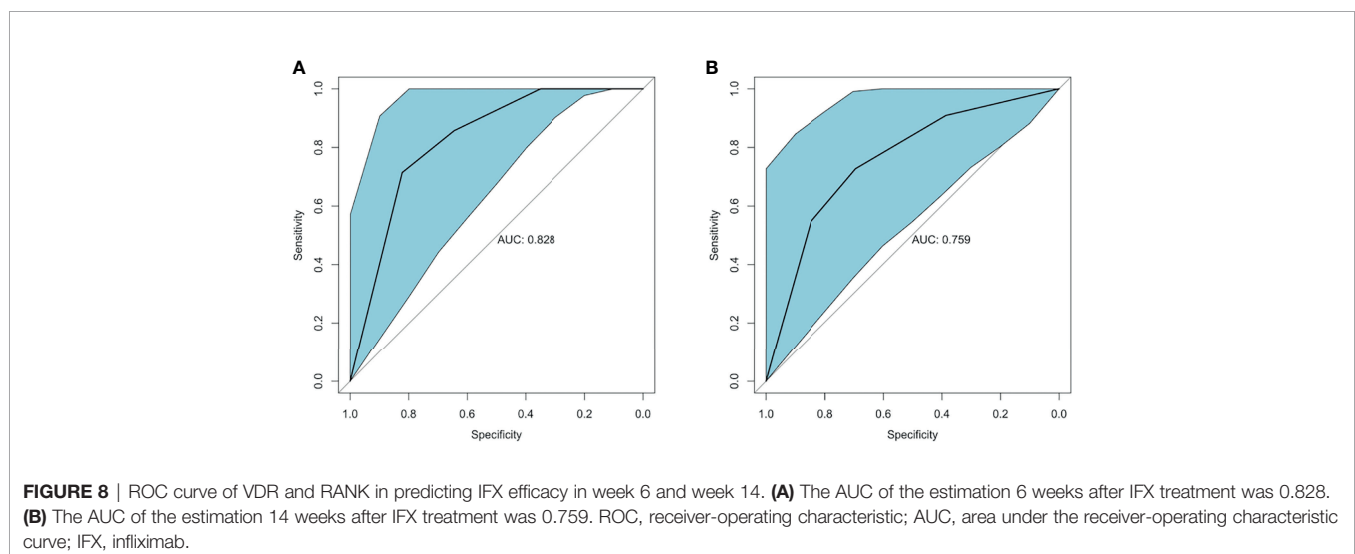 A
B
1.0
0.8
0.6
0.4
0.2
0.0
Sensitivity
AUC: 0.828
1.0 0.8 0.6 0.4 0.2 0.0
Specificity
1.0
0.8
0.6
0.4
0.2
0.0
Sensitivity
AUC: 0.759
1.0 0.8 0.6 0.4 0.2 0.0
Specificity
FIGURE 8 | ROC curve of VDR and RANK in predicting IFX efficacy in week 6 and week 14. (A) The AUC of the estimation 6 weeks after IFX treatment was 0.828.
(B) The AUC of the estimation 14 weeks after IFX treatment was 0.759. ROC, receiver-operating characteristic; AUC, area under the receiver-operating characteristic
curve; IFX, infliximab.